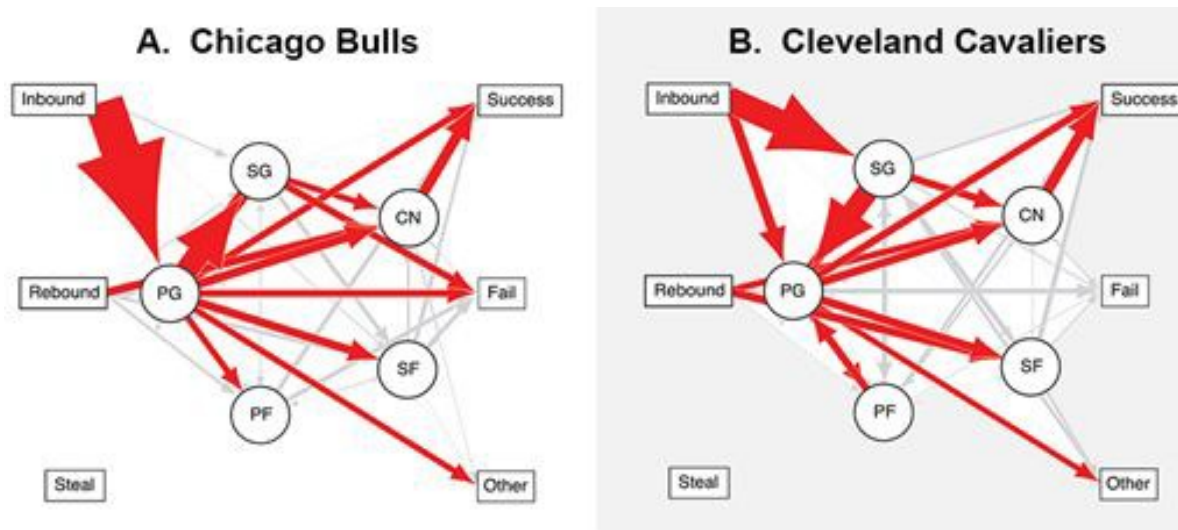 A. Chicago Bulls
Inbound
Success
SG
CN
Rebound
PG
Fail
SF
PF
Steal
Other
B. Cleveland Cavaliers
Inbound
Success
SG
CN
Rebound
PG
Fail
SF
PF
Steal
Other